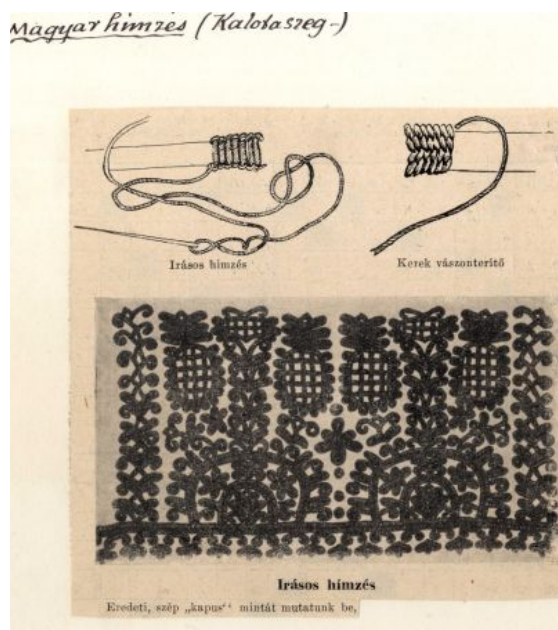 Magyar himzés (Kalotaszeg-)
Irásos himzés
Kerek vászonterítő
Irásos himzés
Eredeti, szép „kapus“ mintát mutatunk be,